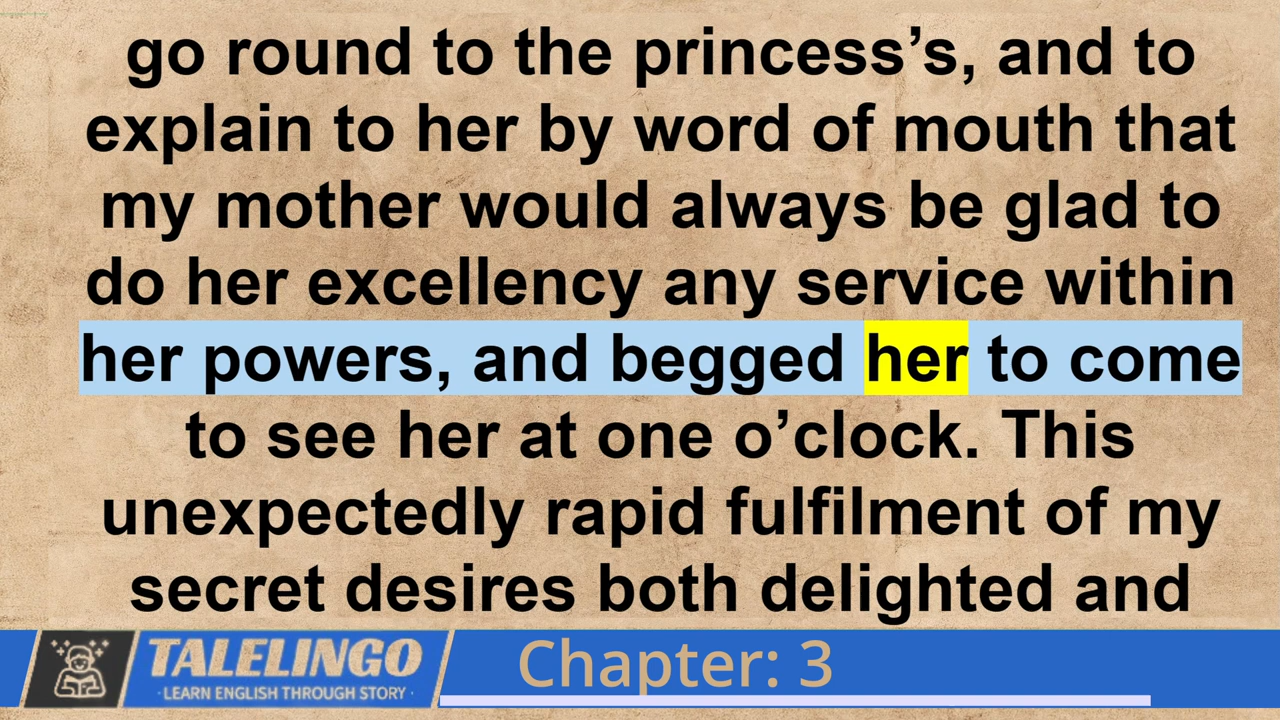 go round to the princess’s, and to
explain to her by word of mouth that
my mother would always be glad to
do her excellency any service within
her powers, and begged her to come
to see her at one o’clock. This
unexpectedly rapid fulfilment of my
secret desires both delighted and
TALELINGO
· LEARN ENGLISH THROUGH STORY ·
Chapter: 3